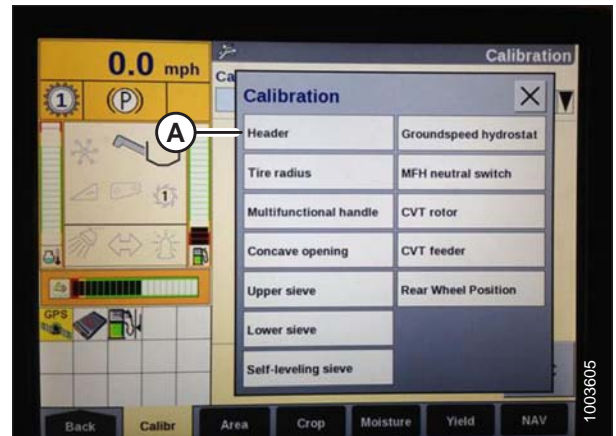 0.0 mph
Calibration
Ca
1
(P)
A
Calibration
X
Header
Groundspeed hydrostat
Tire radius
MFH neutral switch
Multifunctional handle
CVT rotor
1
Concave opening
CVT feeder
Upper sieve
Rear Wheel Position
Lower sieve
GPS
Self-leveling sieve
Back
Calibr
Area
Crop
Moisture
Yield
NAV
1003605